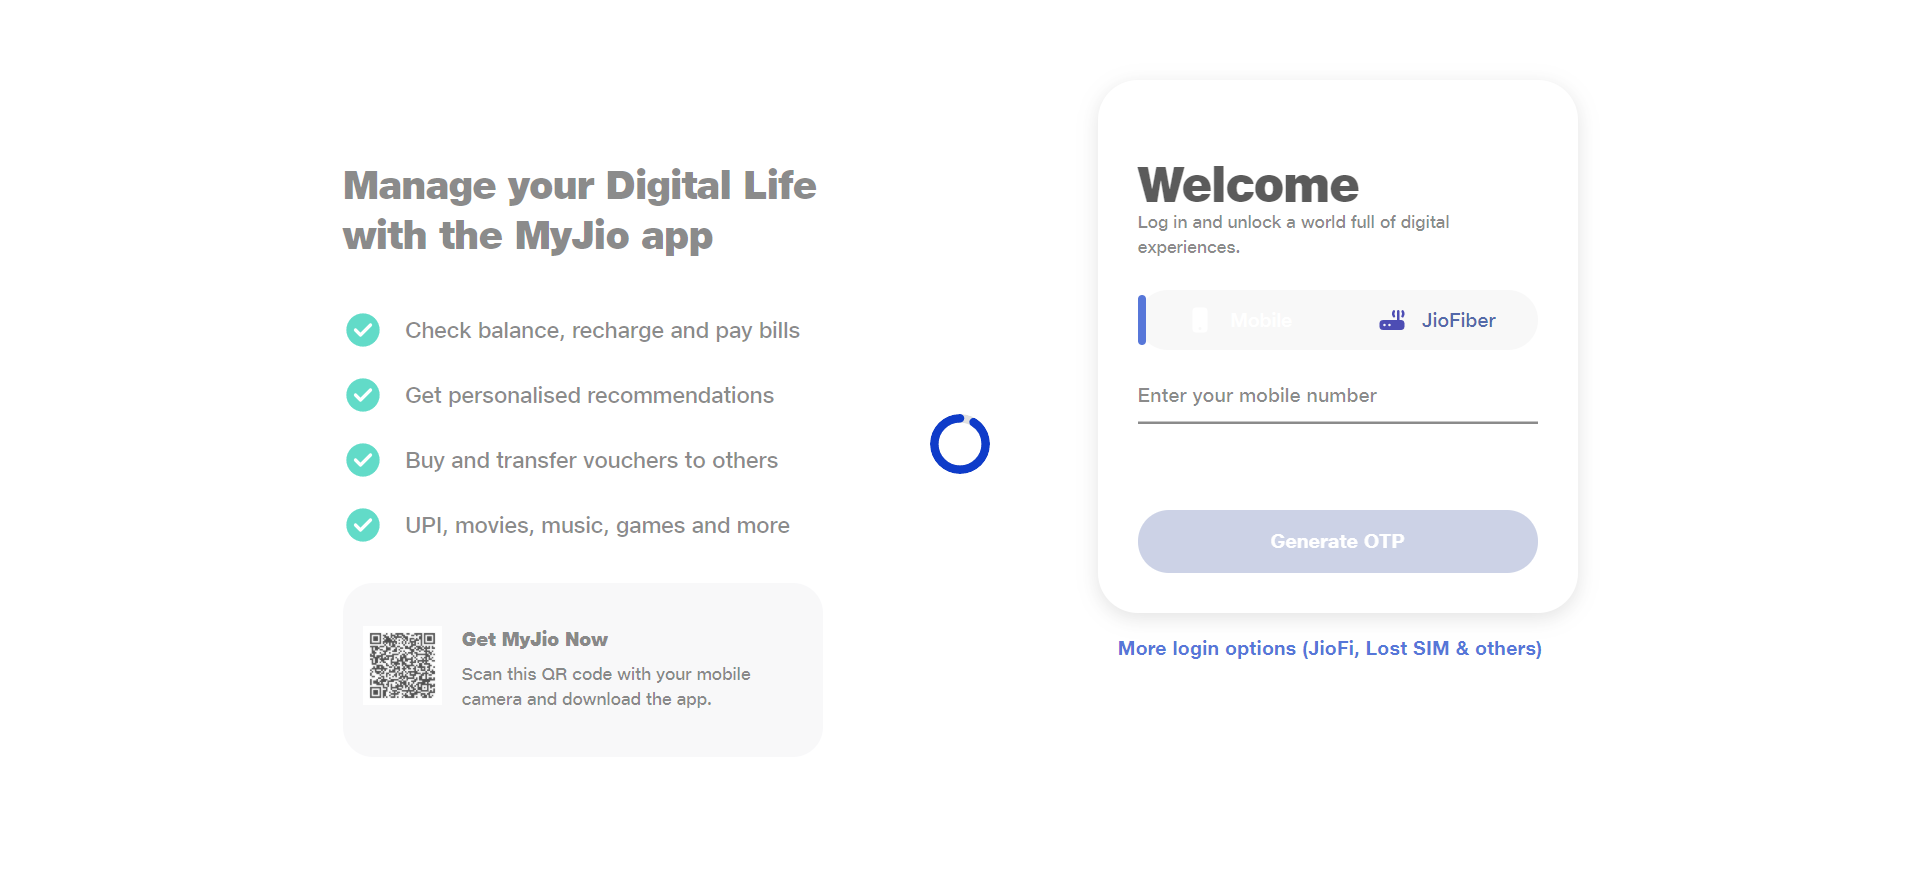 Manage your Digital Life
with the MyJio app
Check balance, recharge and pay bills
Get personalised recommendations
Buy and transfer vouchers to others
UPI, movies, music, games and more
Get MyJio Now
Scan this QR code with your mobile
camera and download the app.
Welcome
Log in and unlock a world full of digital
experiences.
Mobile
JioFiber
Enter your mobile number
Generate OTP
More login options (JioFi, Lost SIM & others)